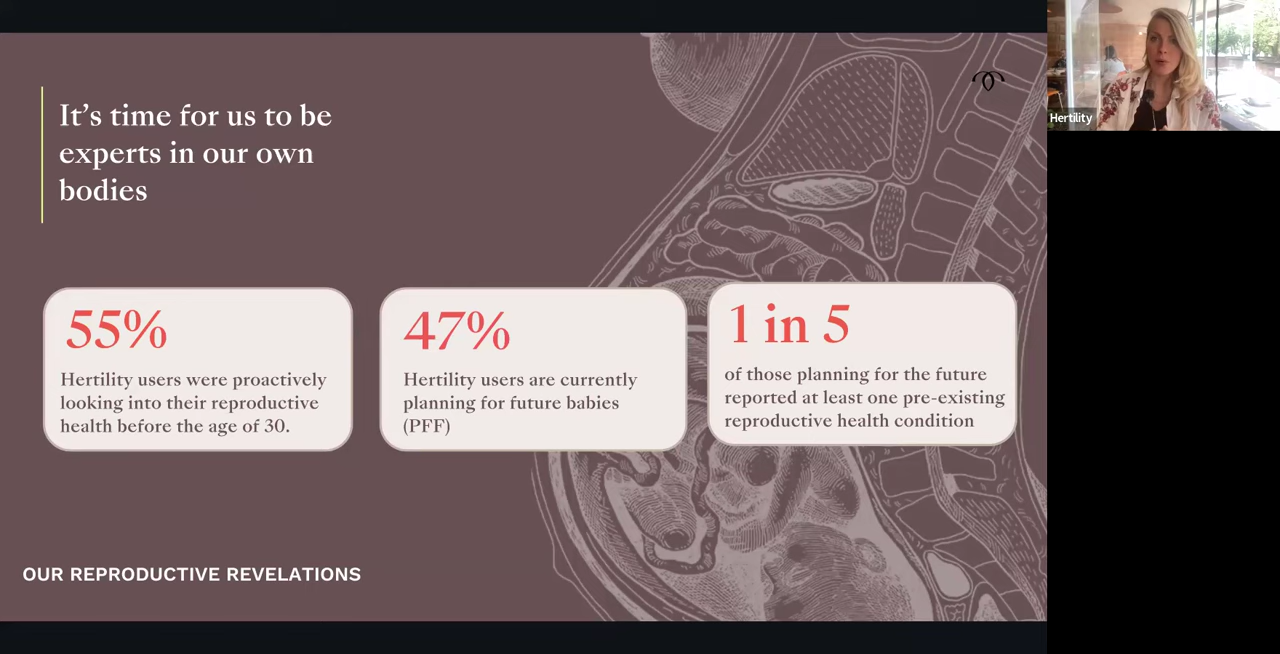 It’s time for us to be
experts in our own
bodies
55%
Hertility users were proactively
looking into their reproductive
health before the age of 30.
47%
Hertility users are currently
planning for future babies
(PFF)
1 in 5
of those planning for the future
reported at least one pre-existing
reproductive health condition
OUR REPRODUCTIVE REVELATIONS
Hertility